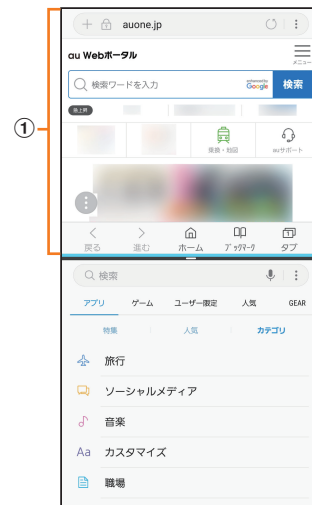 ①
auone.jp
au Webポータル
メニュー
検索ワードを入力
enhanced by Google
検索
最上部
乗換・地図
auサポート
戻る
進む
ホーム
ブックマーク
タブ
検索
アプリ
ゲーム
ユーザー限定
人気
GEAR
特集
人気
カテゴリ
旅行
ソーシャルメディア
音楽
Aa カスタマイズ
職場